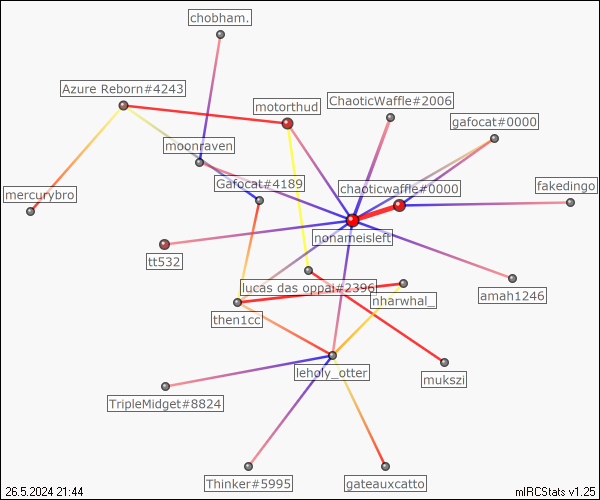 chobham.
Azure Reborn#4243
ChaoticWaffle#2006
motorthud
gafocat#0000
moonraven
Gafocat#4189
chaoticwaffle#0000
fakedingo
mercurybro
nonameisleft
tt532
lucas das oppai#2396
amah1246
nharwhal_
then1cc
leholy_otter
mukszi
TripleMidget#8824
Thinker#5995
gateauxcatto
26.5.2024 21:44
mIRCStats v1.25